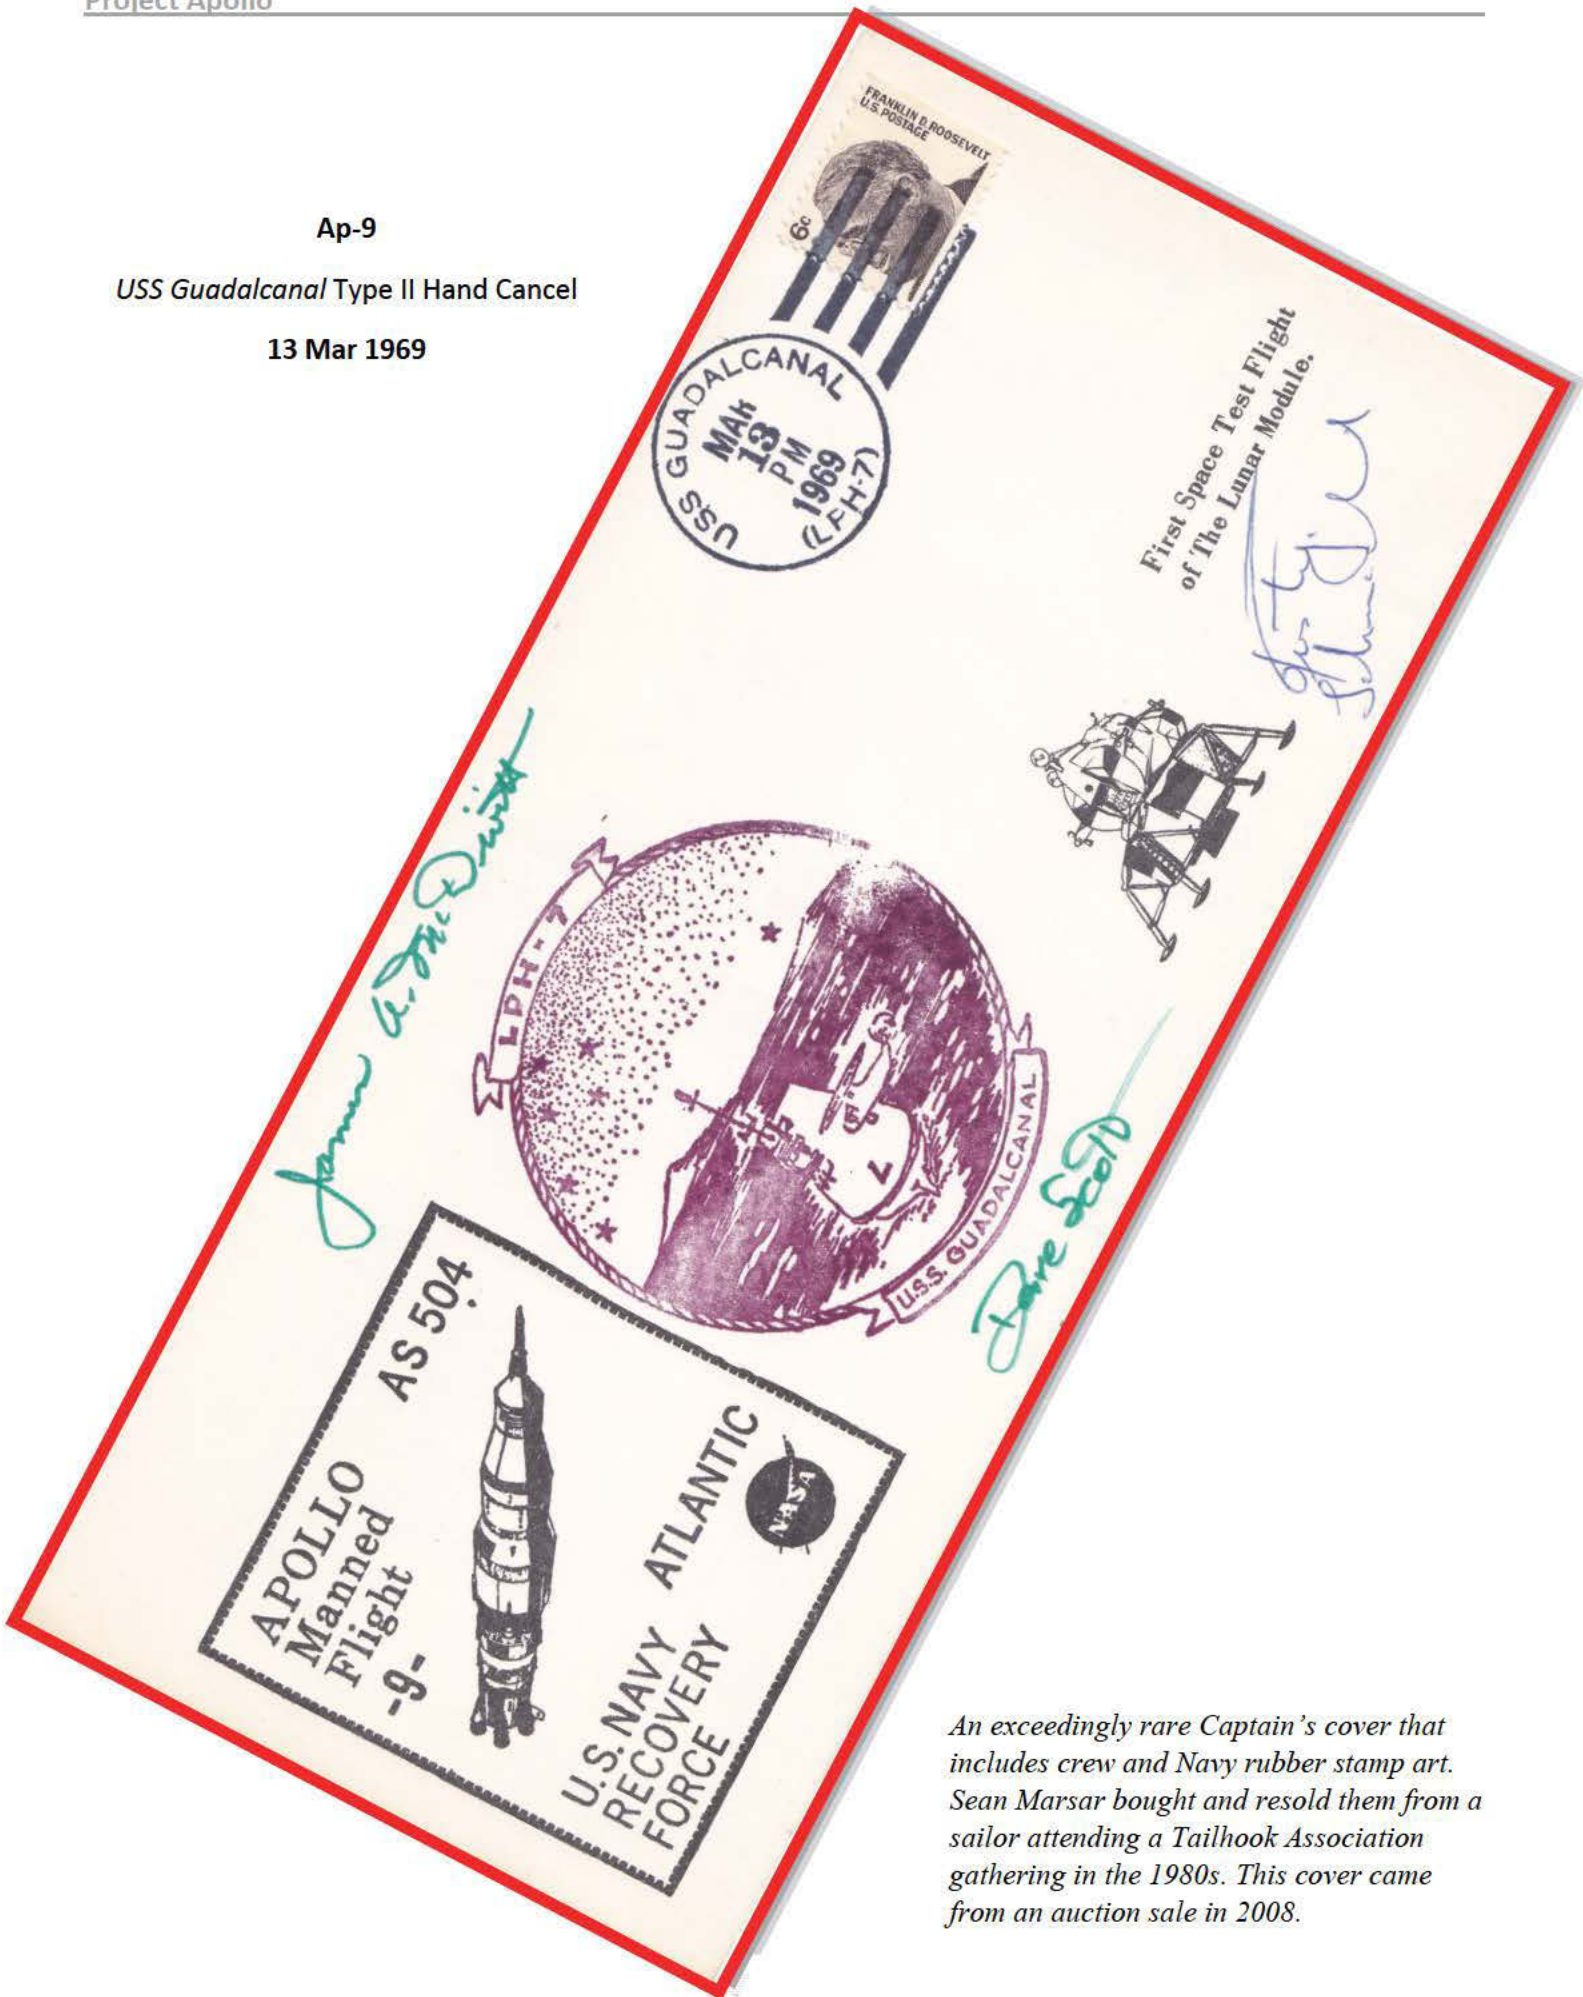 Project Apollo
Ap-9
USS Guadalcanal Type II Hand Cancel
13 Mar 1969
FRANKLIN D. ROOSEVELT
U.S. POSTAGE
6c
USS GUADALCANAL
MAR
13
PM
1969
(LPH-7)
First Space Test Flight
of The Lunar Module.
James A. McDivitt
LPH-7
7
U.S.S. GUADALCANAL
Dave Scott
APOLLO
Manned
Flight
-9-
AS 504
U.S. NAVY
RECOVERY
FORCE
ATLANTIC
NASA
An exceedingly rare Captain's cover that
includes crew and Navy rubber stamp art.
Sean Marsar bought and resold them from a
sailor attending a Tailhook Association
gathering in the 1980s. This cover came
from an auction sale in 2008.